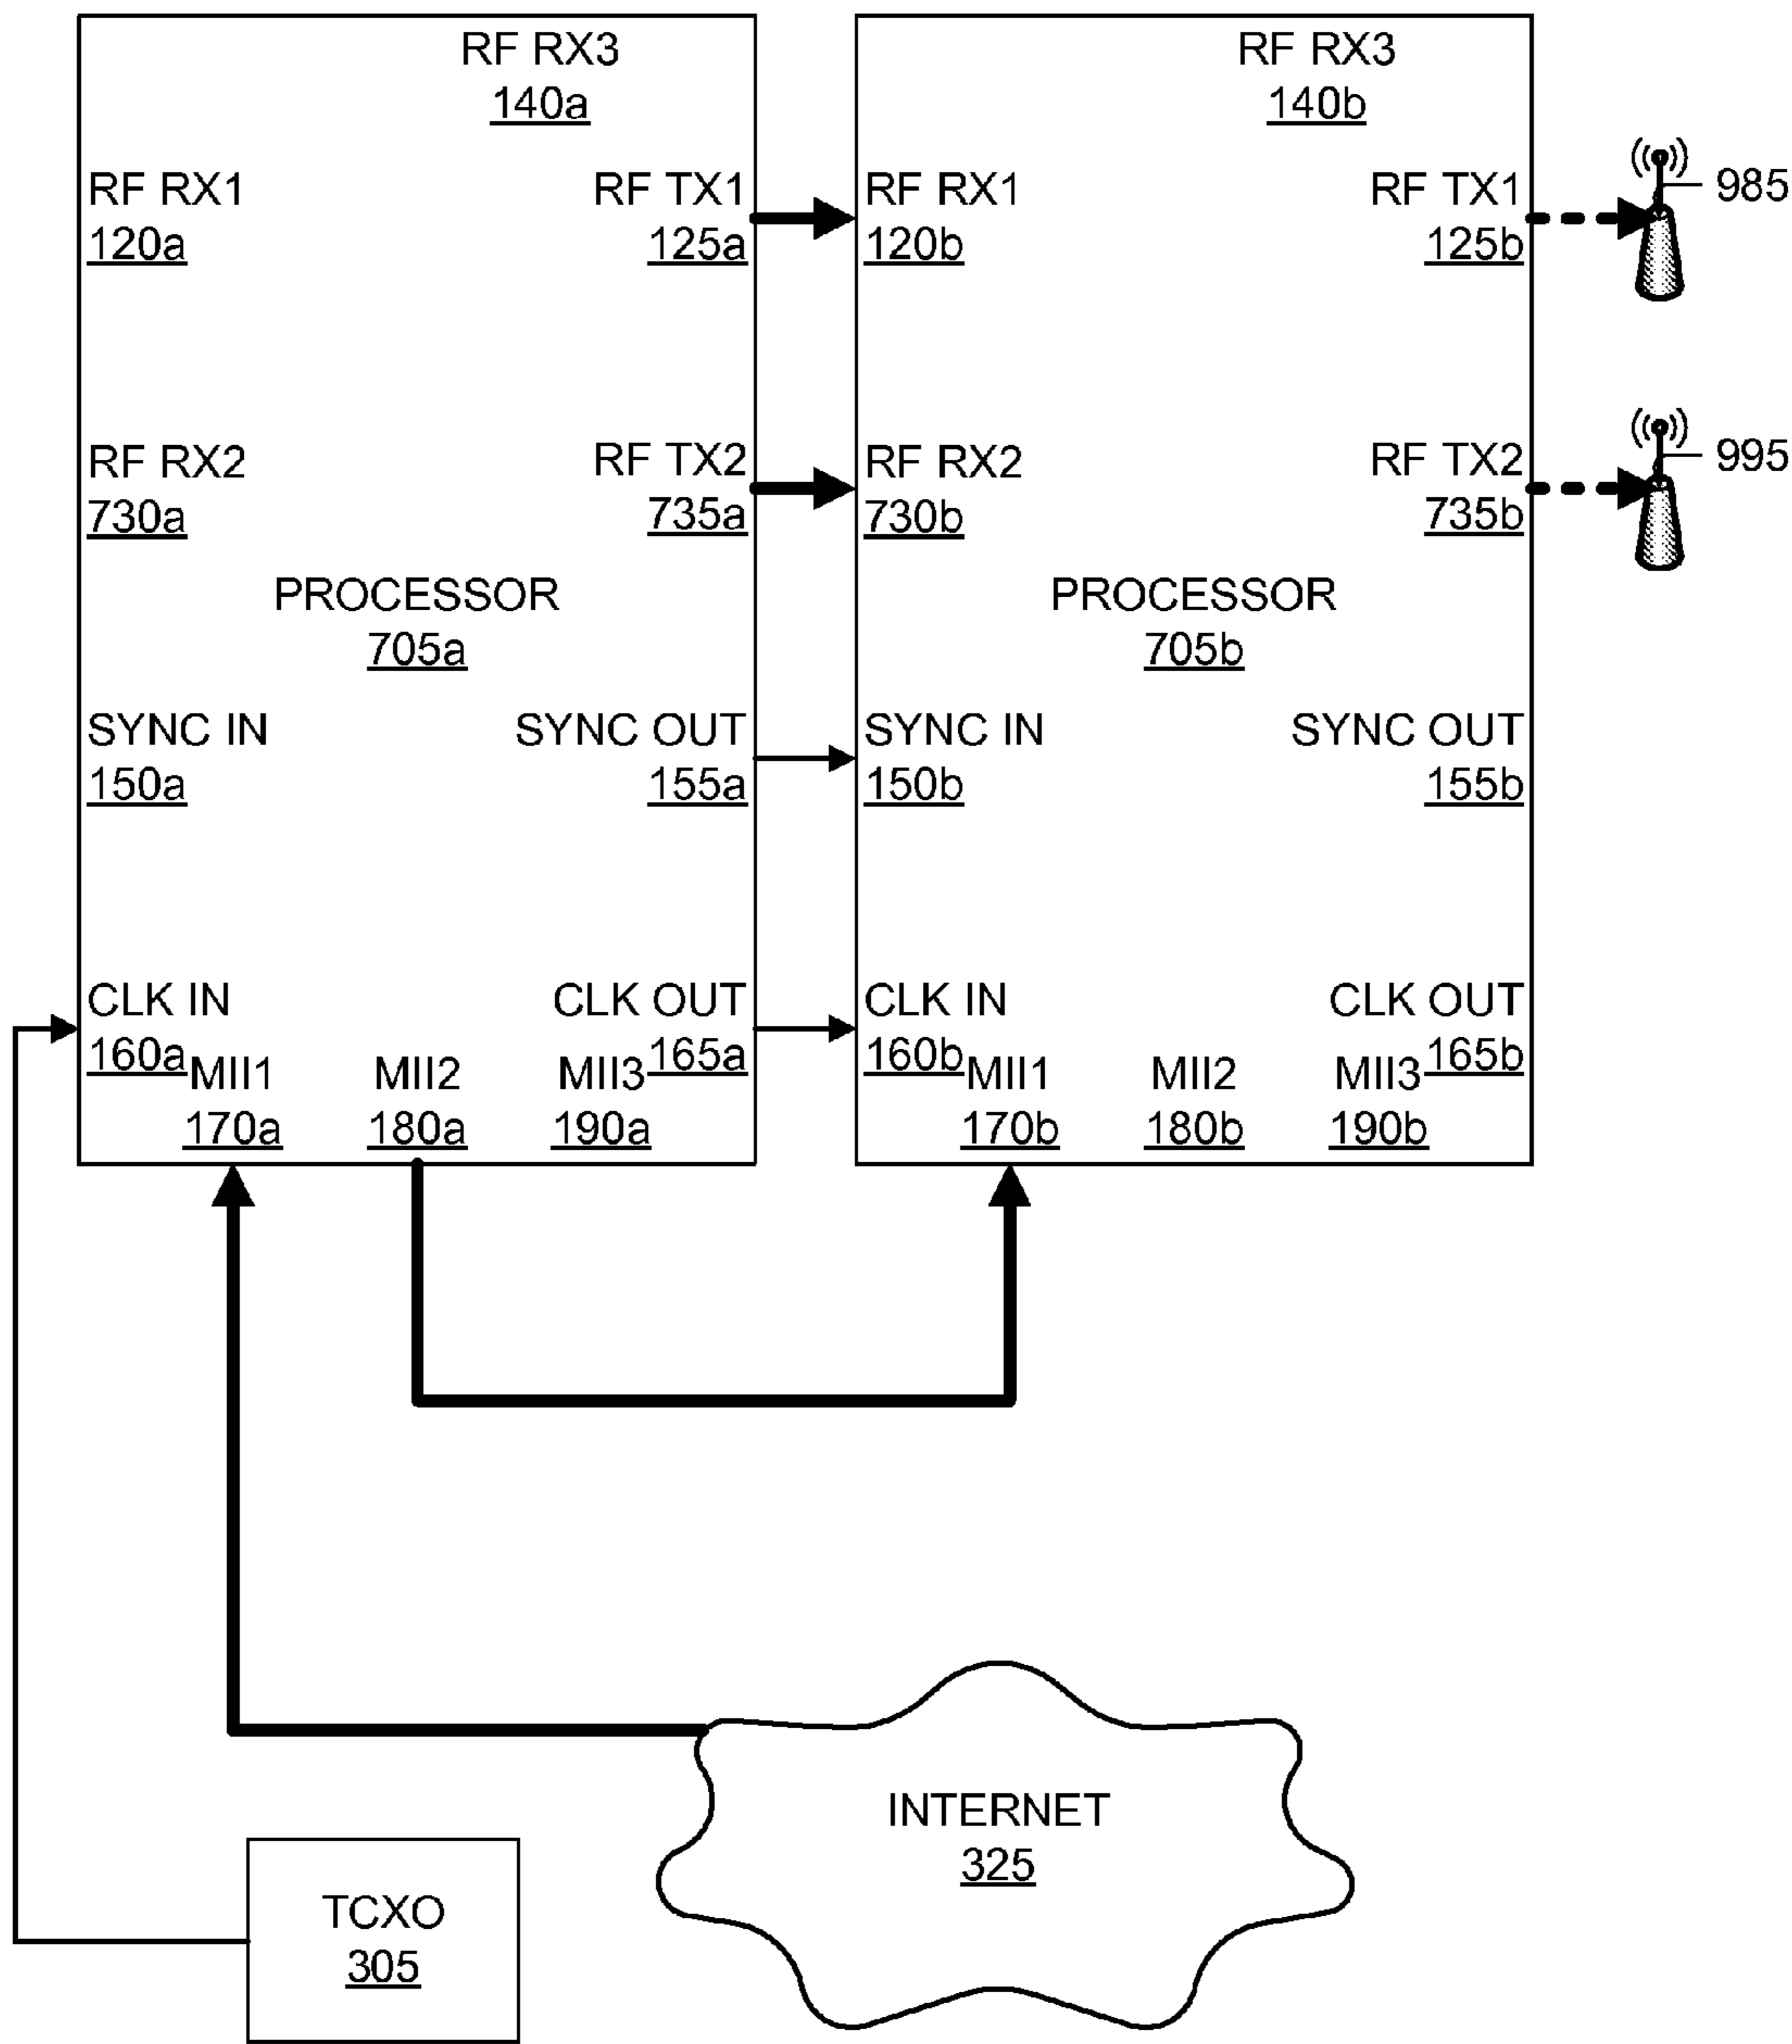 RF RX3
140a
RF RX1
120a
RF TX1
125a
RF RX2
730a
RF TX2
735a
PROCESSOR
705a
SYNC IN
150a
SYNC OUT
155a
CLK IN
160a
CLK OUT
165a
MII1
170a
MII2
180a
MII3
190a
RF RX3
140b
RF RX1
120b
RF TX1
125b
RF RX2
730b
RF TX2
735b
PROCESSOR
705b
SYNC IN
150b
SYNC OUT
155b
CLK IN
160b
CLK OUT
165b
MII1
170b
MII2
180b
MII3
190b
985
995
INTERNET
325
TCXO
305